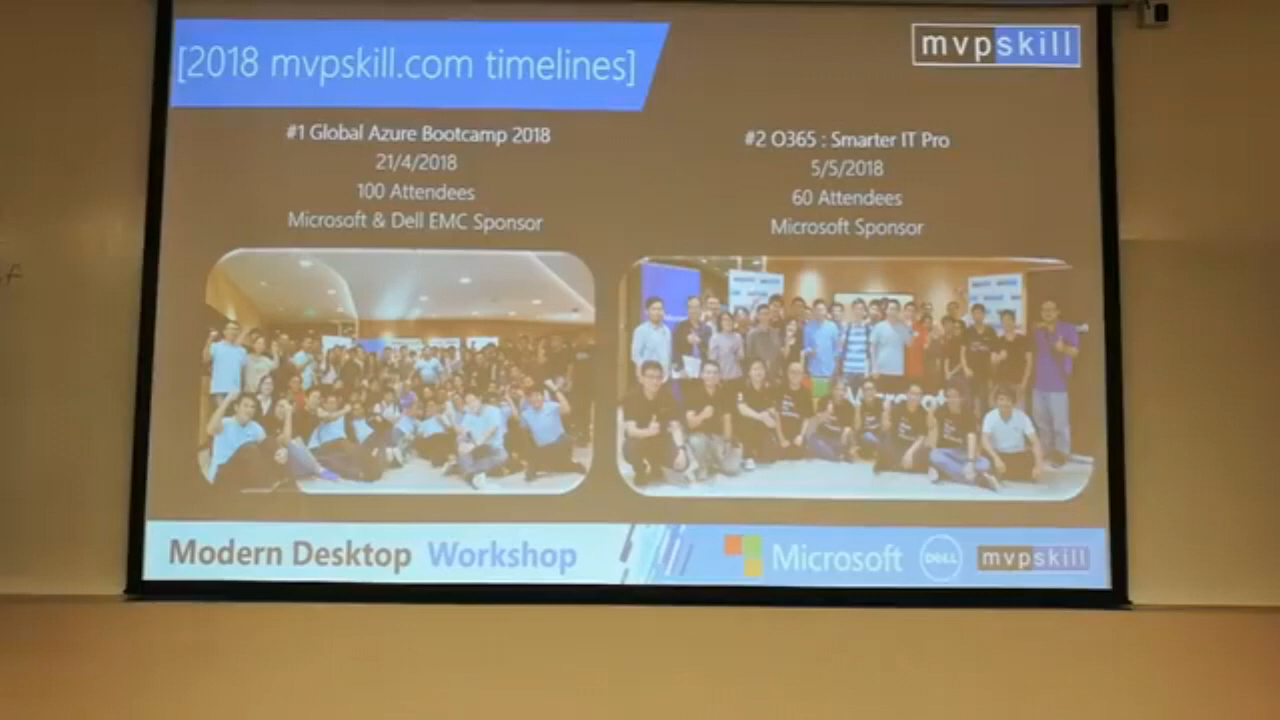 [2018 mvpskill.com timelines]
mvpskill
#1 Global Azure Bootcamp 2018
21/4/2018
100 Attendees
Microsoft & Dell EMC Sponsor
#2 O365 : Smarter IT Pro
5/5/2018
60 Attendees
Microsoft Sponsor
Modern Desktop Workshop
Microsoft
DELL
mvpskill